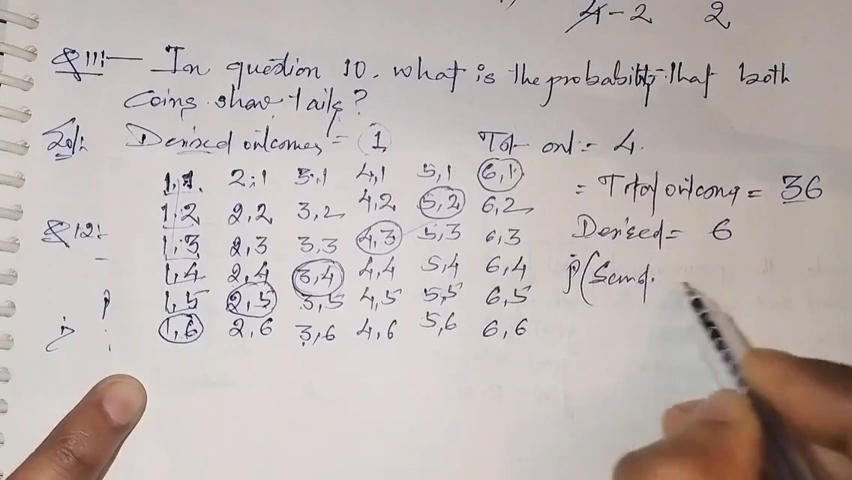 4-2 2
Q11:- In question 10. what is the probability that both
coins show tails?
Sol: Desired outcomes = 1 Tot out:- 4.
1,1 2,1 3,1 4,1 5,1 6,1 = Total outcomes = 36
1,2 2,2 3,2 4,2 5,2 6,2 Desired = 6
Q12:- 1,3 2,3 3,3 4,3 5,3 6,3
1,4 2,4 3,4 4,4 5,4 6,4 P(Sum of
1,5 2,5 3,5 4,5 5,5 6,5
1,6 2,6 3,6 4,6 5,6 6,6